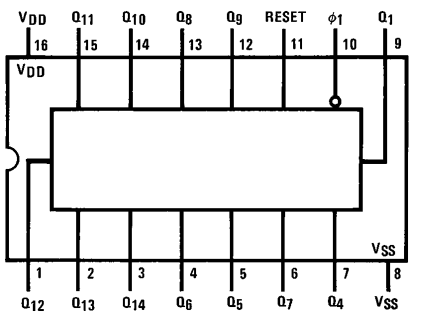 VDD Q11 Q10 Q8 Q9 RESET ϕ1 Q1
16 15 14 13 12 11 10 9
VDD
VSS
1 2 3 4 5 6 7 8
Q12 Q13 Q14 Q6 Q5 Q7 Q4 VSS